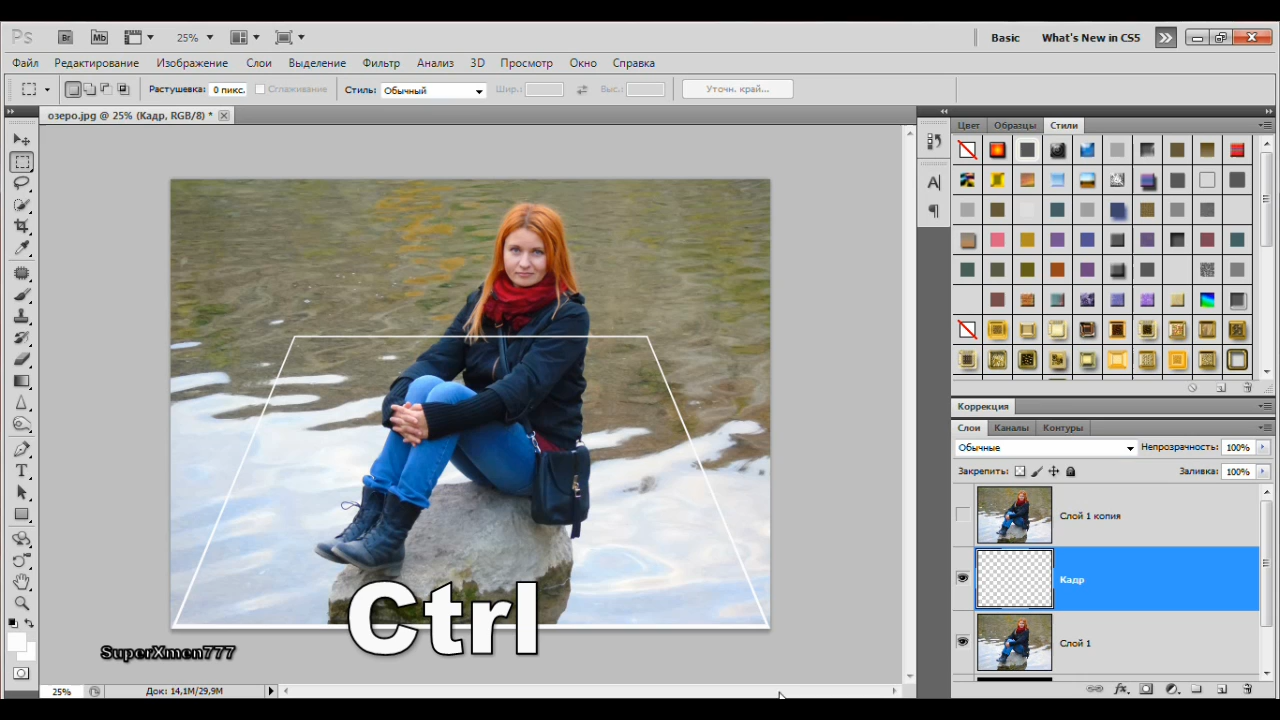 Ps Br Mb 25% Basic What's New in CS5
Файл Редактирование Изображение Слои Выделение Фильтр Анализ 3D Просмотр Окно Справка
Растушевка: 0 пикс. Сглаживание Стиль: Обычный Шир.: Выс.: Уточн. край...
озеро.jpg @ 25% (Кадр, RGB/8) *
Цвет Образцы Стили
Коррекция
Слои Каналы Контуры
Обычные Непрозрачность: 100%
Закрепить: Заливка: 100%
Слой 1 копия
Кадр
Слой 1
Ctrl
SuperXmen777
25% Док: 14,1M/29,9M